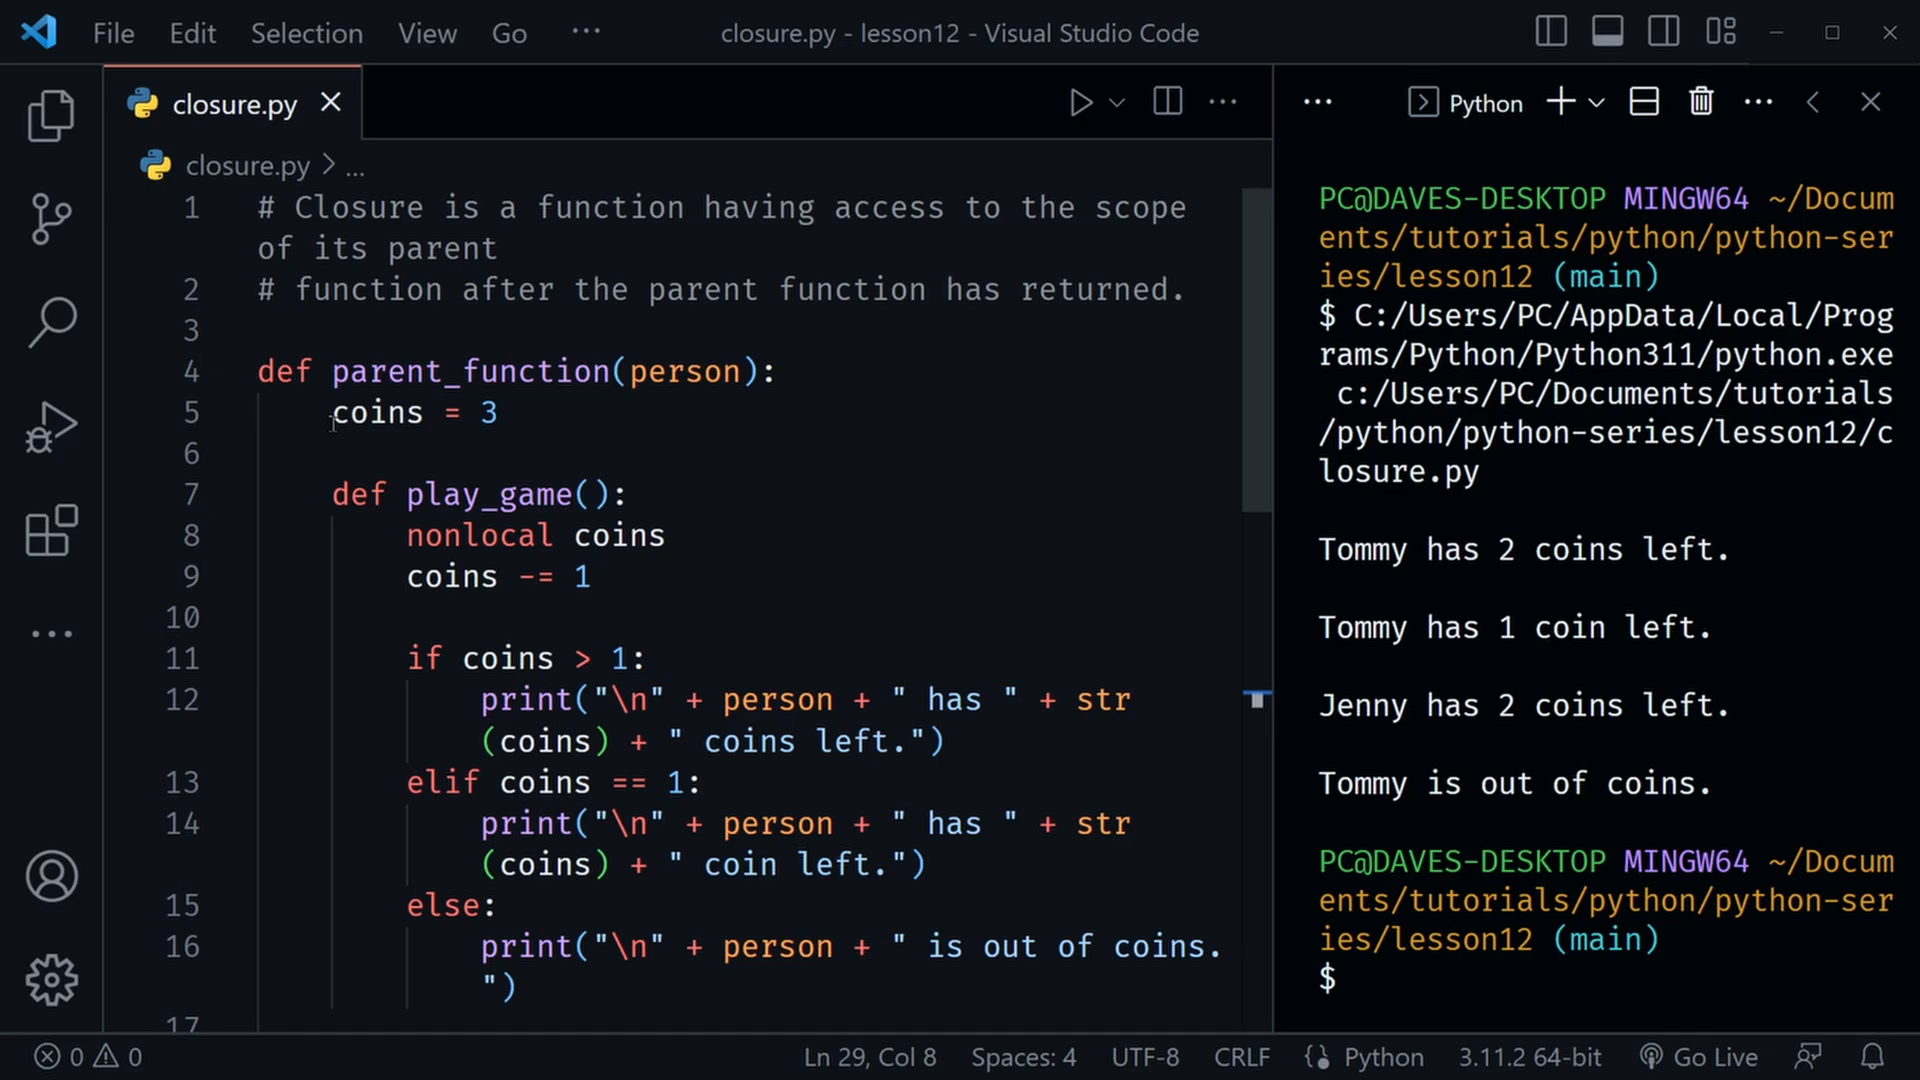 File Edit Selection View Go ··· closure.py - lesson12 - Visual Studio Code
closure.py
closure.py > ...
1 # Closure is a function having access to the scope
of its parent
2 # function after the parent function has returned.
3
4 def parent_function(person):
5 coins = 3
6
7 def play_game():
8 nonlocal coins
9 coins -= 1
10
11 if coins > 1:
12 print("\n" + person + " has " + str
(coins) + " coins left.")
13 elif coins == 1:
14 print("\n" + person + " has " + str
(coins) + " coin left.")
15 else:
16 print("\n" + person + " is out of coins.
")
17
Python
PC@DAVES-DESKTOP MINGW64 ~/Docum
ents/tutorials/python/python-ser
ies/lesson12 (main)
$ C:/Users/PC/AppData/Local/Prog
rams/Python/Python311/python.exe
c:/Users/PC/Documents/tutorials
/python/python-series/lesson12/c
losure.py
Tommy has 2 coins left.
Tommy has 1 coin left.
Jenny has 2 coins left.
Tommy is out of coins.
PC@DAVES-DESKTOP MINGW64 ~/Docum
ents/tutorials/python/python-ser
ies/lesson12 (main)
$
0 0 Ln 29, Col 8 Spaces: 4 UTF-8 CRLF Python 3.11.2 64-bit Go Live